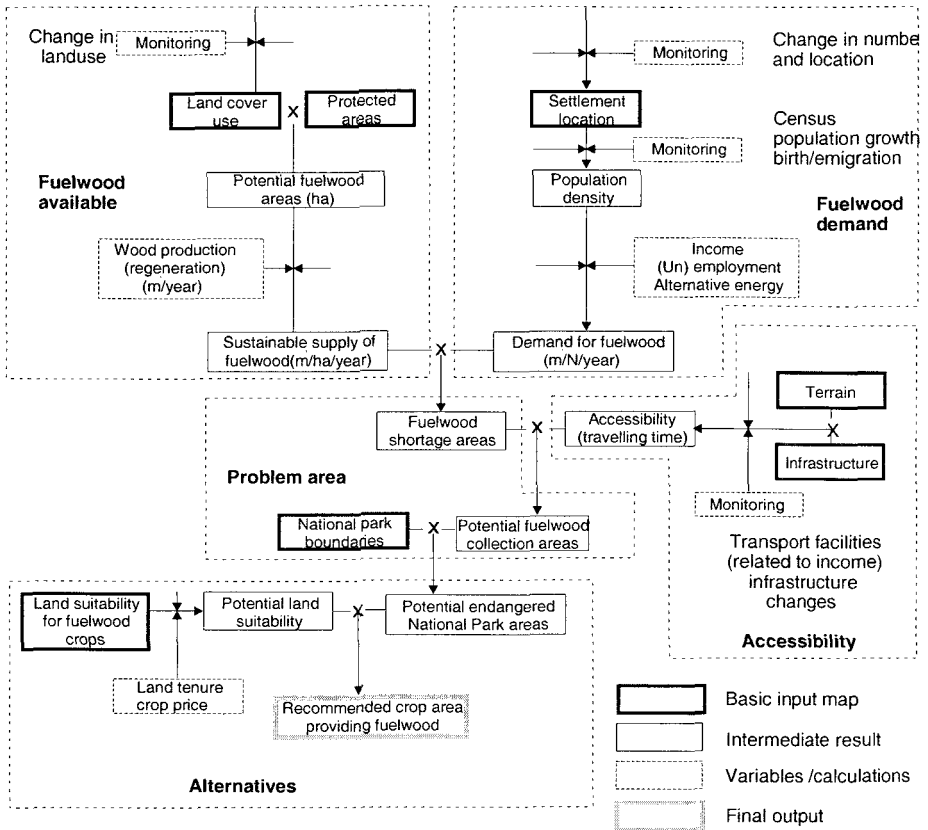 Change in
landuse
Monitoring
Land cover
use
X
Protected
areas
Fuelwood
available
Potential fuelwood
areas (ha)
Wood production
(regeneration)
(m/year)
Sustainable supply of
fuelwood(m/ha/year)
X
Monitoring
Change in numbe
and location
Settlement
location
Census
population growth
birth/emigration
Monitoring
Population
density
Fuelwood
demand
Income
(Un) employment
Alternative energy
Demand for fuelwood
(m/N/year)
Fuelwood
shortage areas
X
Accessibility
(travelling time)
Terrain
X
Infrastructure
Monitoring
Transport facilities
(related to income)
infrastructure
changes
Accessibility
Problem area
National park
boundaries
X
Potential fuelwood
collection areas
Land suitability
for fuelwood
crops
Potential land
suitability
X
Potential endangered
National Park areas
Land tenure
crop price
Recommended crop area
providing fuelwood
Alternatives
Basic input map
Intermediate result
Variables /calculations
Final output